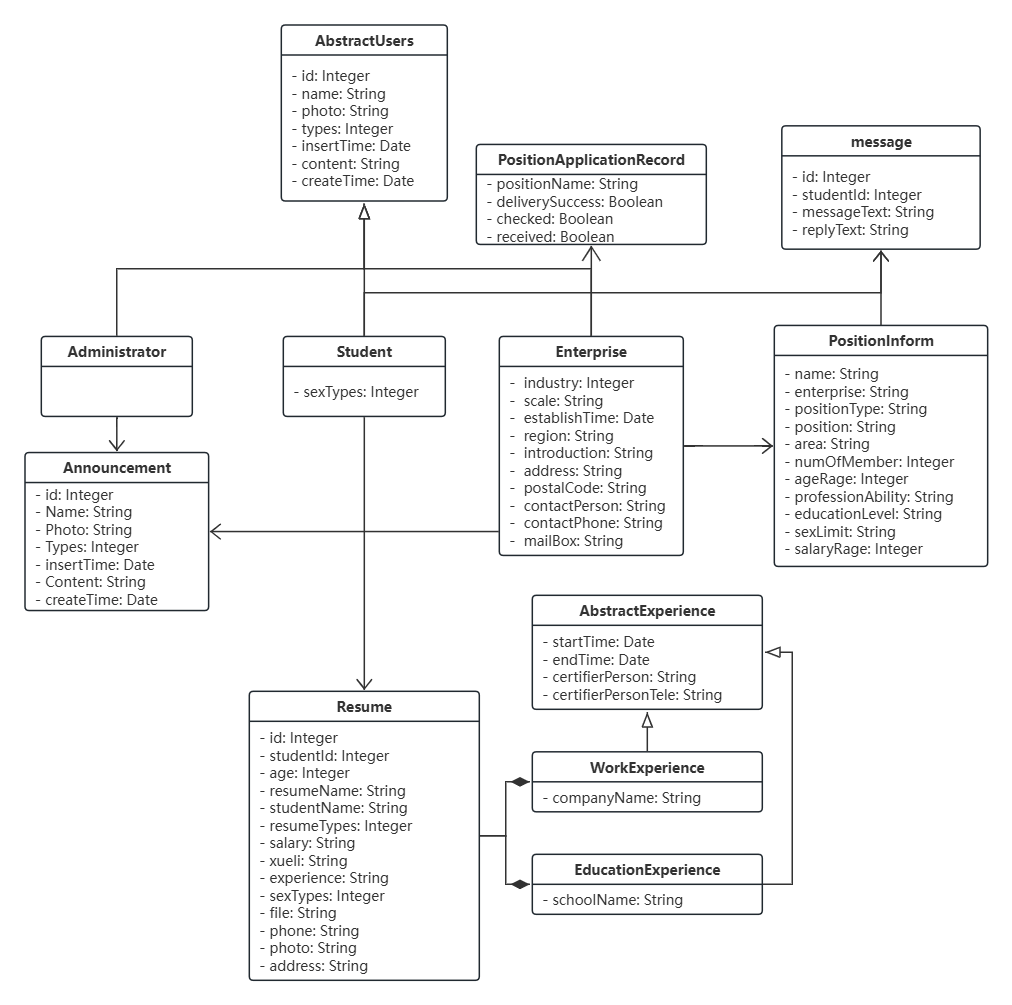 AbstractUsers
- id: Integer
- name: String
- photo: String
- types: Integer
- insertTime: Date
- content: String
- createTime: Date
PositionApplicationRecord
- positionName: String
- deliverySuccess: Boolean
- checked: Boolean
- received: Boolean
message
- id: Integer
- studentId: Integer
- messageText: String
- replyText: String
Administrator
Student
- sexTypes: Integer
Enterprise
- industry: Integer
- scale: String
- establishTime: Date
- region: String
- introduction: String
- address: String
- postalCode: String
- contactPerson: String
- contactPhone: String
- mailBox: String
PositionInform
- name: String
- enterprise: String
- positionType: String
- position: String
- area: String
- numOfMember: Integer
- ageRage: Integer
- professionAbility: String
- educationLevel: String
- sexLimit: String
- salaryRage: Integer
Announcement
- id: Integer
- Name: String
- Photo: String
- Types: Integer
- insertTime: Date
- Content: String
- createTime: Date
AbstractExperience
- startTime: Date
- endTime: Date
- certifierPerson: String
- certifierPersonTele: String
Resume
- id: Integer
- studentId: Integer
- age: Integer
- resumeName: String
- studentName: String
- resumeTypes: Integer
- salary: String
- xueli: String
- experience: String
- sexTypes: Integer
- file: String
- phone: String
- photo: String
- address: String
WorkExperience
- companyName: String
EducationExperience
- schoolName: String